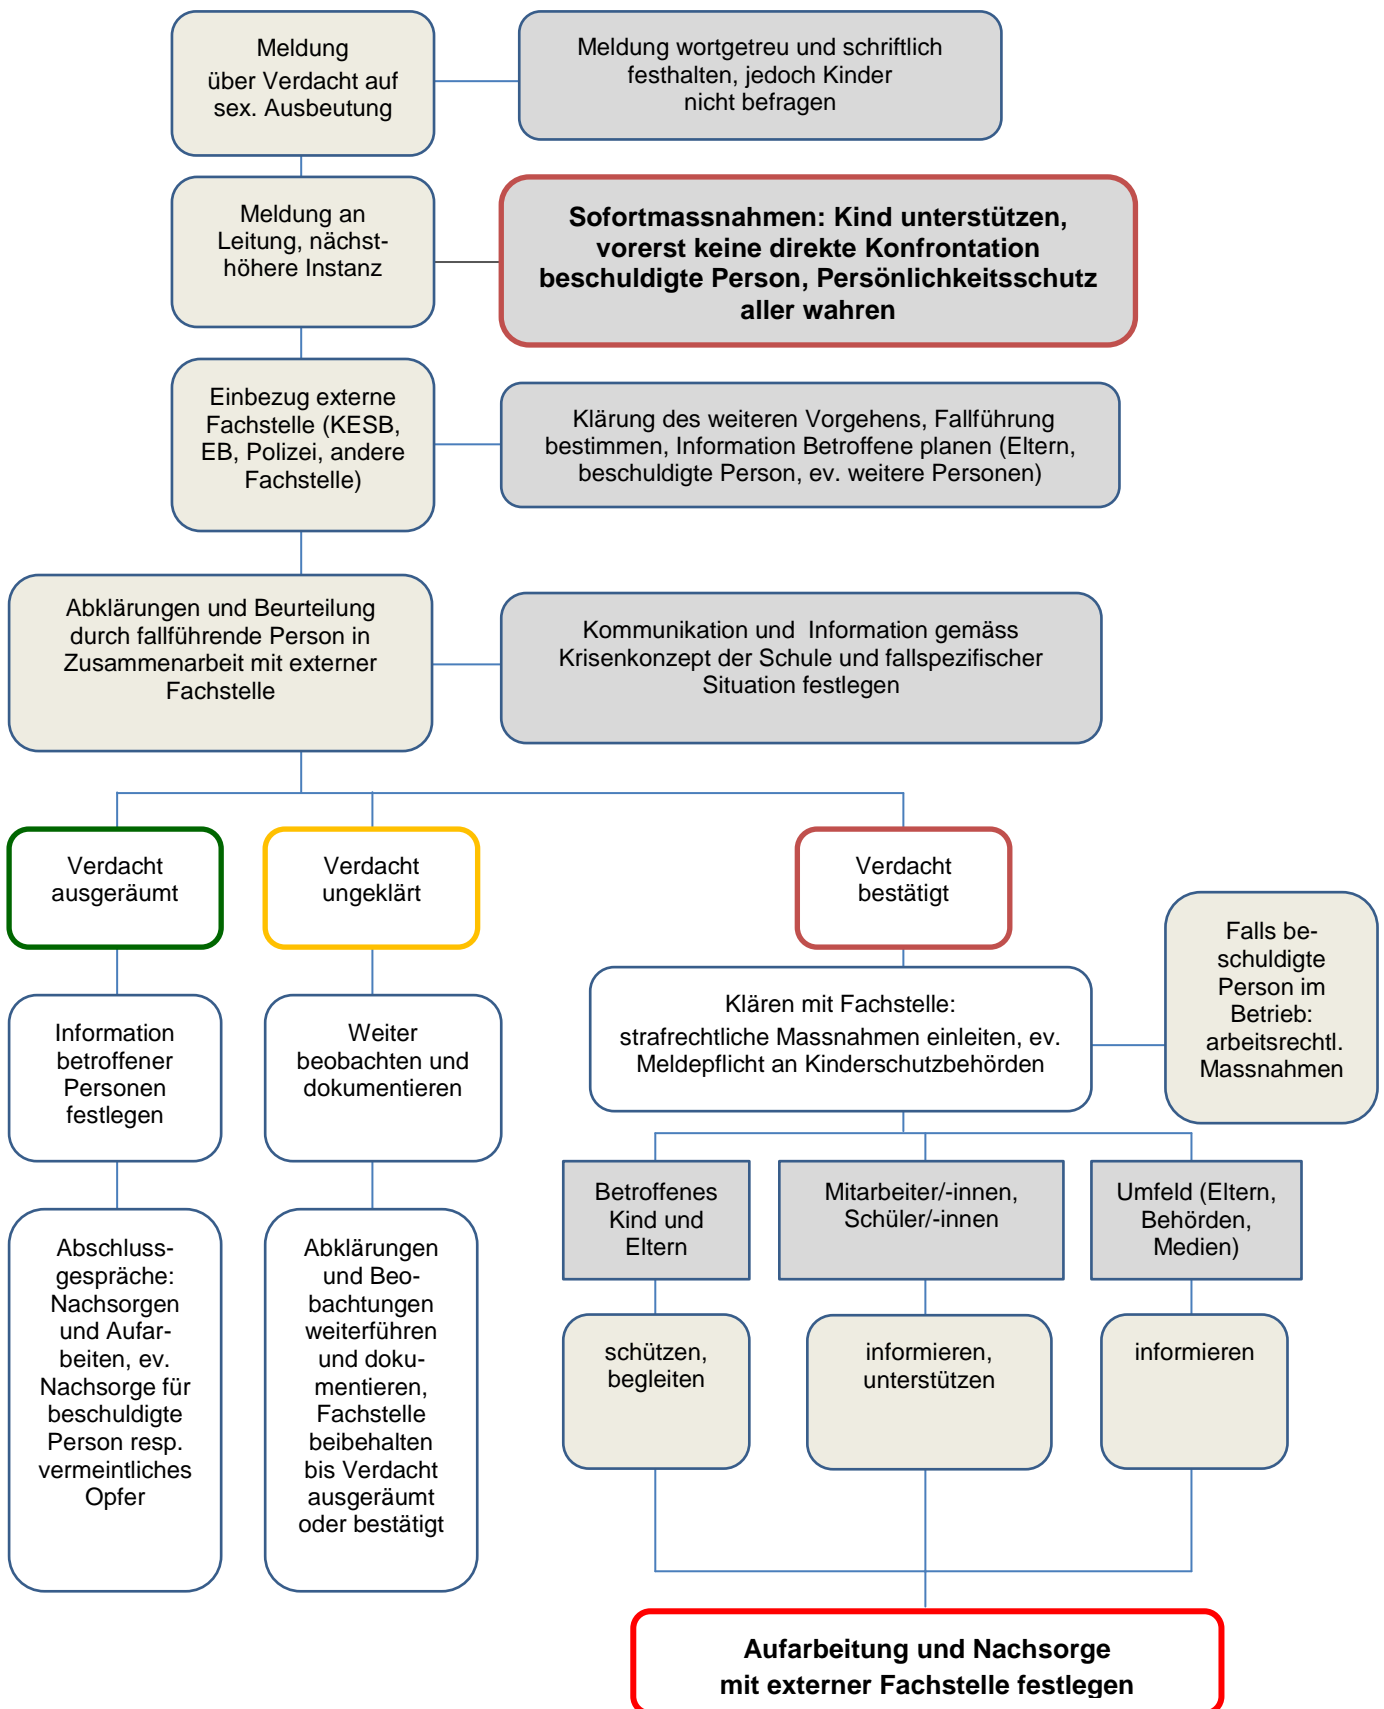 Meldung
über Verdacht auf
sex. Ausbeutung
Meldung wortgetreu und schriftlich
festhalten, jedoch Kinder
nicht befragen
Meldung an
Leitung, nächst-
höhere Instanz
Sofortmassnahmen: Kind unterstützen,
vorerst keine direkte Konfrontation
beschuldigte Person, Persönlichkeitsschutz
aller wahren
Einbezug externe
Fachstelle (KESB,
EB, Polizei, andere
Fachstelle)
Klärung des weiteren Vorgehens, Fallführung
bestimmen, Information Betroffene planen (Eltern,
beschuldigte Person, ev. weitere Personen)
Abklärungen und Beurteilung
durch fallführende Person in
Zusammenarbeit mit externer
Fachstelle
Kommunikation und  Information gemäss
Krisenkonzept der Schule und fallspezifischer
Situation festlegen
Verdacht
ausgeräumt
Verdacht
ungeklärt
Verdacht
bestätigt
Falls be-
schuldigte
Person im
Betrieb:
arbeitsrechtl.
Massnahmen
Information
betroffener
Personen
festlegen
Weiter
beobachten und
dokumentieren
Klären mit Fachstelle:
strafrechtliche Massnahmen einleiten, ev.
Meldepflicht an Kinderschutzbehörden
Betroffenes
Kind und
Eltern
Mitarbeiter/-innen,
Schüler/-innen
Umfeld (Eltern,
Behörden,
Medien)
Abschluss-
gespräche:
Nachsorgen
und Aufar-
beiten, ev.
Nachsorge für
beschuldigte
Person resp.
vermeintliches
Opfer
Abklärungen
und Beo-
bachtungen
weiterführen
und doku-
mentieren,
Fachstelle
beibehalten
bis Verdacht
ausgeräumt
oder bestätigt
schützen,
begleiten
informieren,
unterstützen
informieren
Aufarbeitung und Nachsorge
mit externer Fachstelle festlegen